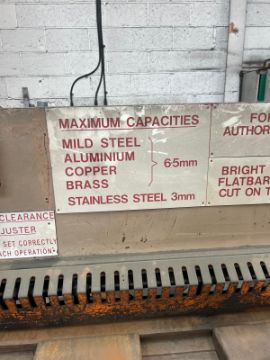 MAXIMUM CAPACITIES
MILD STEEL
ALUMINIUM
COPPER
BRASS
6·5mm
STAINLESS STEEL 3mm
FO
AUTHOR
BRIGHT
FLATBAR
CUT ON T
CLEARANCE
JUSTER
SET CORRECTLY
ACH OPERATION